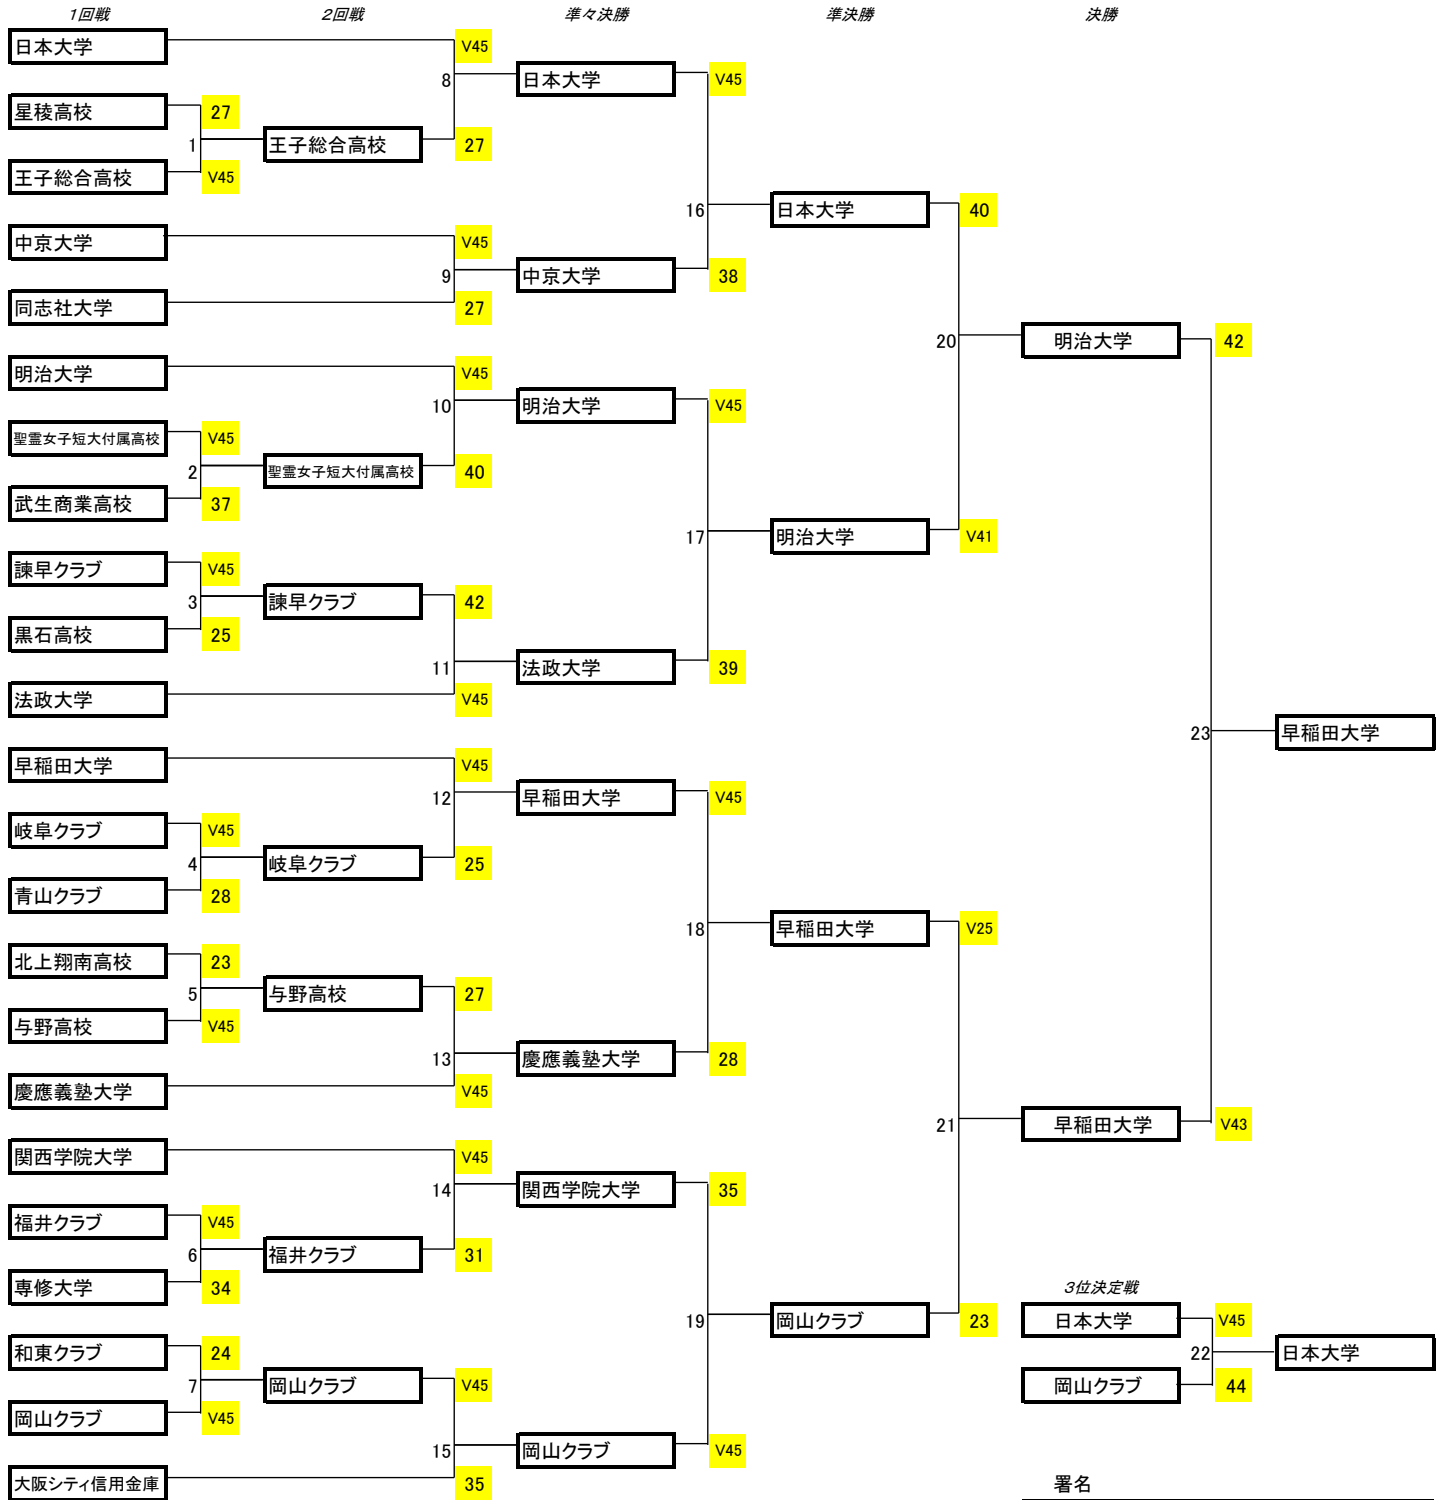 1回戦 2回戦 準々決勝 準決勝 決勝
日本大学 V45
8 日本大学 V45
星稜高校 27
1 王子総合高校 27
王子総合高校 V45
16 日本大学 40
中京大学 V45
9 中京大学 38
同志社大学 27
20 明治大学 42
明治大学 V45
10 明治大学 V45
聖霊女子短大付属高校 V45
2 聖霊女子短大付属高校 40
武生商業高校 37
17 明治大学 V41
諫早クラブ V45
3 諫早クラブ 42
黒石高校 25
11 法政大学 39
法政大学 V45
23 早稲田大学
早稲田大学 V45
12 早稲田大学 V45
岐阜クラブ V45
4 岐阜クラブ 25
青山クラブ 28
18 早稲田大学 V25
北上翔南高校 23
5 与野高校 27
与野高校 V45
13 慶應義塾大学 28
慶應義塾大学 V45
21 早稲田大学 V43
関西学院大学 V45
14 関西学院大学 35
福井クラブ V45
6 福井クラブ 31
専修大学 34
3位決定戦
19 岡山クラブ 23
日本大学 V45
和東クラブ 24
22 日本大学
7 岡山クラブ V45
岡山クラブ 44
岡山クラブ V45
15 岡山クラブ V45
大阪シティ信用金庫 35
署名